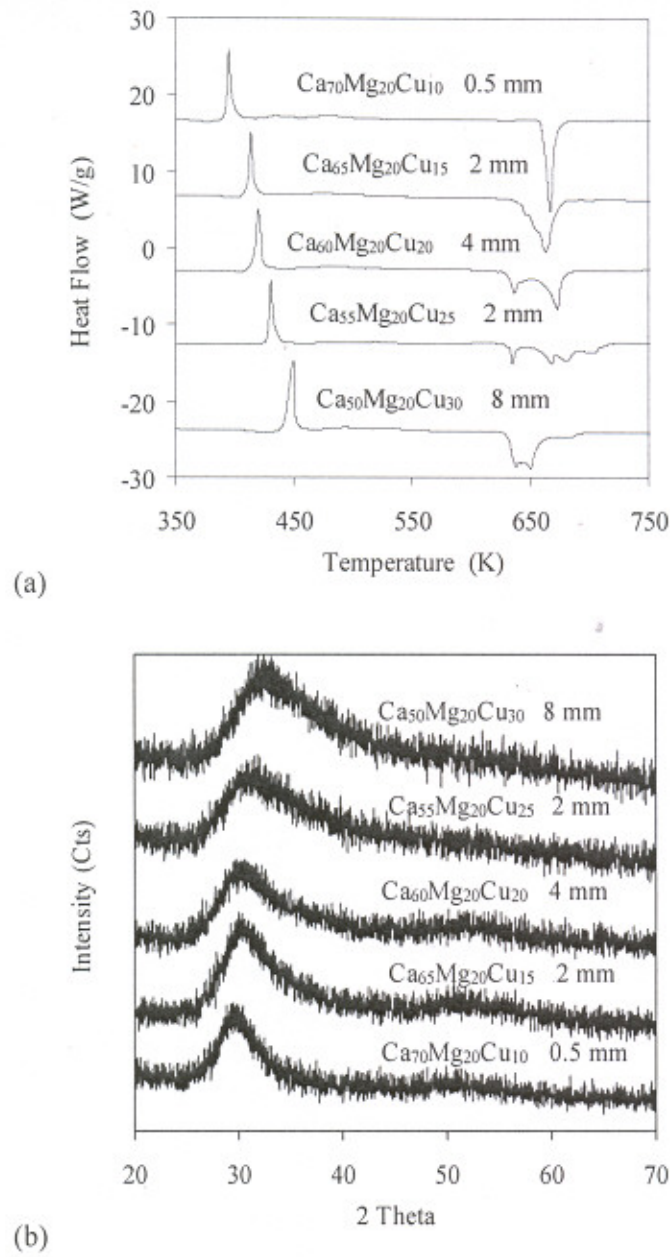 30
20
10
0
-10
-20
-30
Heat Flow (W/g)
Ca70Mg20Cu10 0.5 mm
Ca65Mg20Cu15 2 mm
Ca60Mg20Cu20 4 mm
Ca55Mg20Cu25 2 mm
Ca50Mg20Cu30 8 mm
350 450 550 650 750
Temperature (K)
(a)
Intensity (Cts)
Ca50Mg20Cu30 8 mm
Ca55Mg20Cu25 2 mm
Ca60Mg20Cu20 4 mm
Ca65Mg20Cu15 2 mm
Ca70Mg20Cu10 0.5 mm
20 30 40 50 60 70
2 Theta
(b)